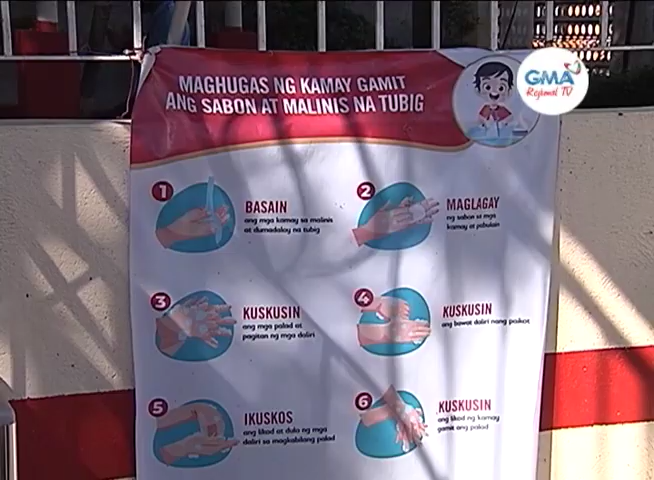 MAGHUGAS NG KAMAY GAMIT
ANG SABON AT MALINIS NA TUBIG
GMA
Regional TV
1
BASAIN
ang mga kamay sa malinis
at dumadaloy na tubig
2
MAGLAGAY
ng sabon sa mga
kamay at pabulain
3
KUSKUSIN
ang mga palad at
pagitan ng mga daliri
4
KUSKUSIN
ang bawat daliri nang paikot
5
IKUSKOS
ang likod at dulo ng mga
daliri sa magkabilang palad
6
KUSKUSIN
ang likod ng kamay
gamit ang palad